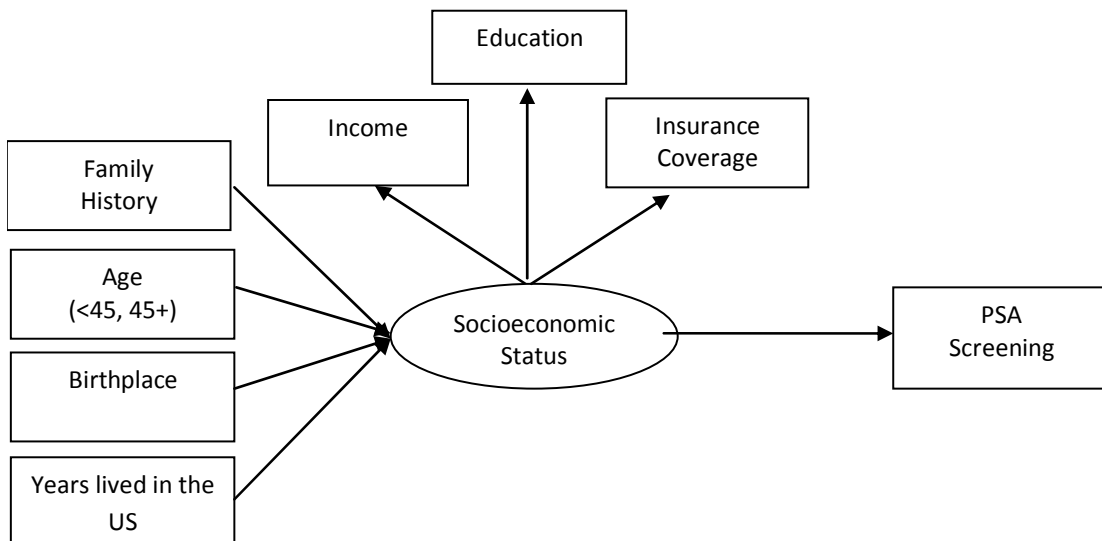 Education
Income
Insurance
Coverage
Family
History
Age
(<45, 45+)
Birthplace
Years lived in the
US
Socioeconomic
Status
PSA
Screening